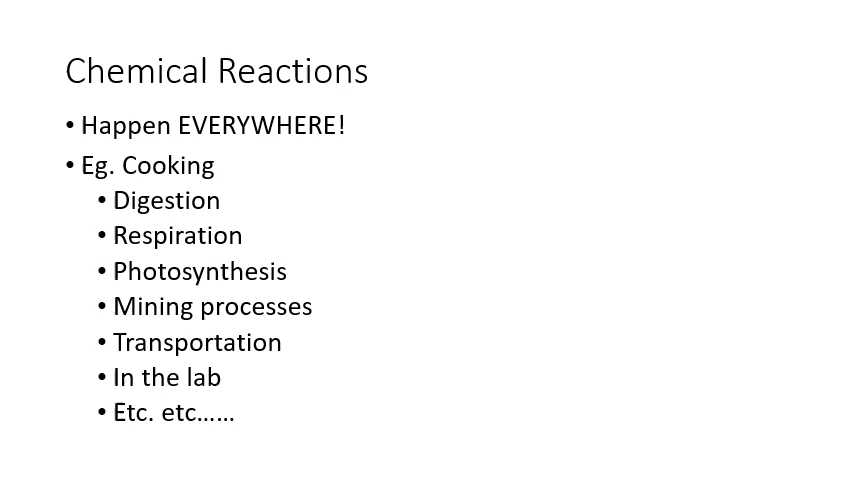 Chemical Reactions
• Happen EVERYWHERE!
• Eg. Cooking
• Digestion
• Respiration
• Photosynthesis
• Mining processes
• Transportation
• In the lab
• Etc. etc……